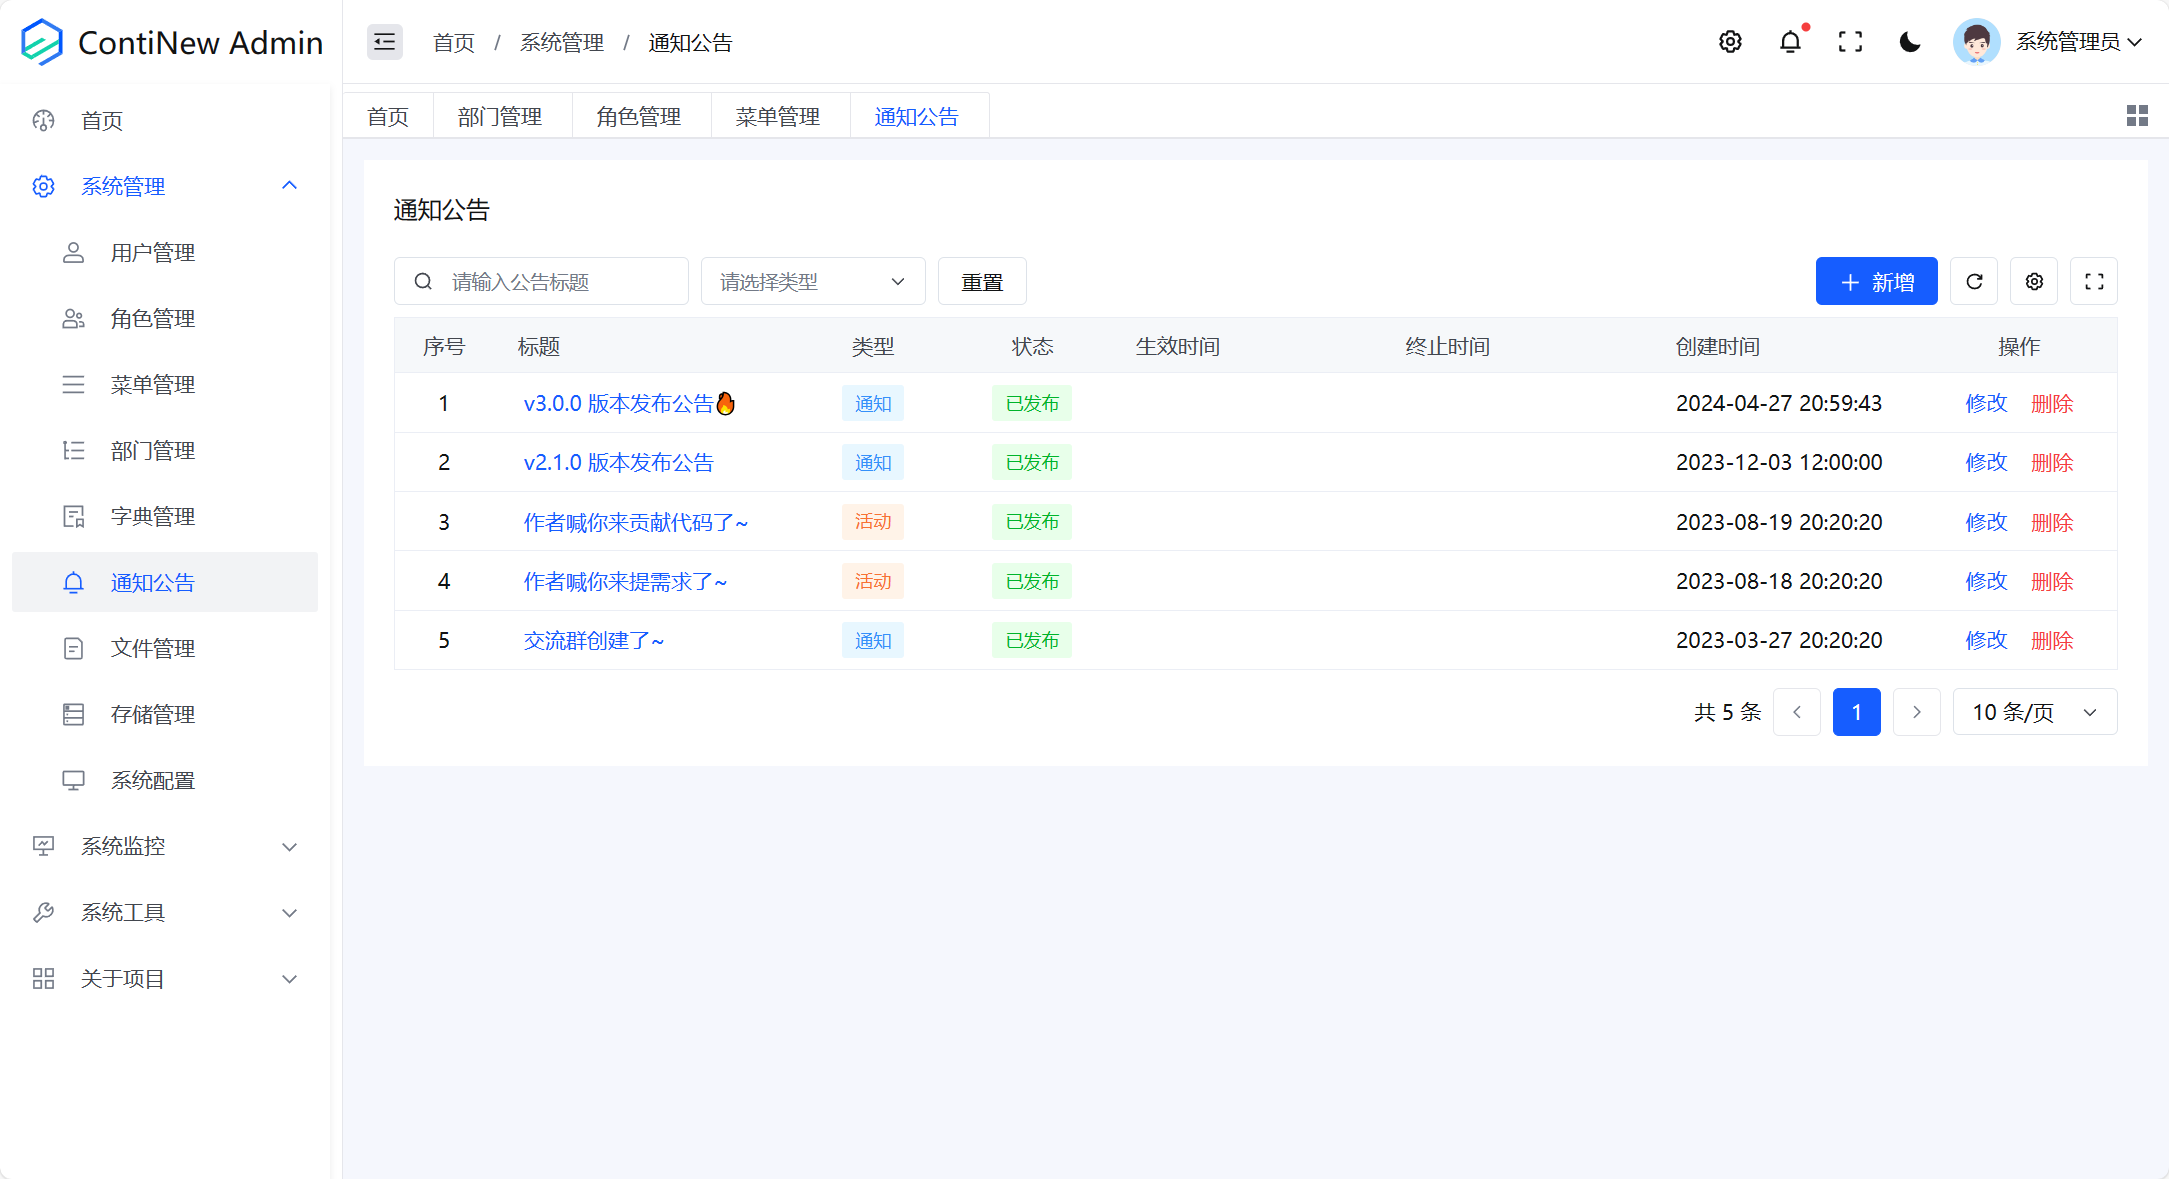 ContiNew Admin
首页 / 系统管理 / 通知公告
系统管理员
首页
系统管理
用户管理
角色管理
菜单管理
部门管理
字典管理
通知公告
文件管理
存储管理
系统配置
系统监控
系统工具
关于项目
首页 部门管理 角色管理 菜单管理 通知公告
通知公告
请输入公告标题 请选择类型 重置 新增
序号 标题 类型 状态 生效时间 终止时间 创建时间 操作
1 v3.0.0 版本发布公告🔥 通知 已发布 2024-04-27 20:59:43 修改 删除
2 v2.1.0 版本发布公告 通知 已发布 2023-12-03 12:00:00 修改 删除
3 作者喊你来贡献代码了~ 活动 已发布 2023-08-19 20:20:20 修改 删除
4 作者喊你来提需求了~ 活动 已发布 2023-08-18 20:20:20 修改 删除
5 交流群创建了~ 通知 已发布 2023-03-27 20:20:20 修改 删除
共 5 条 1 10 条/页